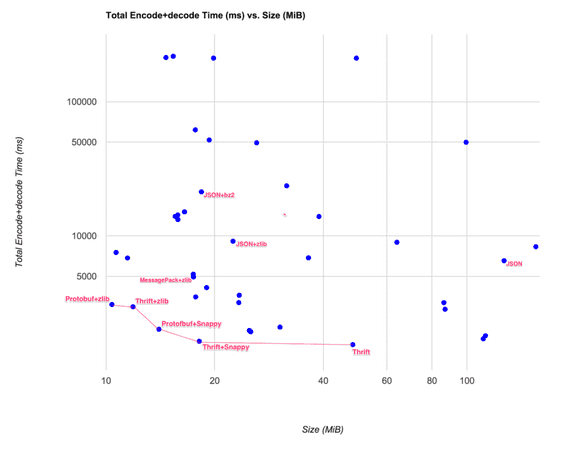 Total Encode+decode Time (ms) vs. Size (MiB)
Total Encode+decode Time (ms)
100000
50000
10000
5000
JSON+bz2
JSON+zlib
JSON
MessagePack+zlib
Protobuf+zlib
Thrift+zlib
Protofbuf+Snappy
Thrift+Snappy
Thrift
10
20
40
60
80
100
Size (MiB)